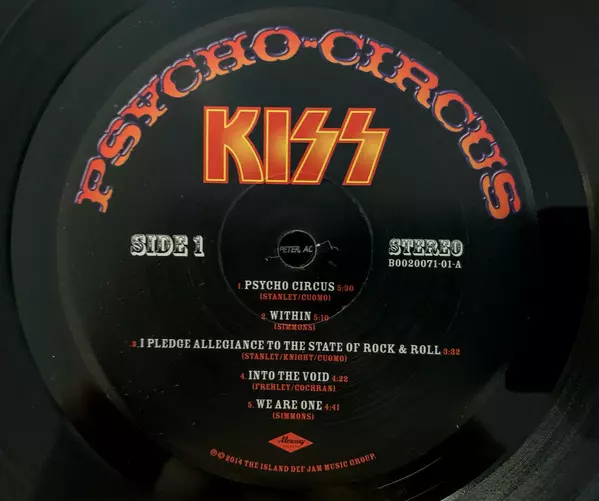 PSYCHO-CIRCUS
KISS
SIDE 1
STEREO
B0020071-01-A
PETER, AC
1. PSYCHO CIRCUS 5:30
(STANLEY/CUOMO)
2. WITHIN 5:10
(SIMMONS)
3. I PLEDGE ALLEGIANCE TO THE STATE OF ROCK & ROLL 3:32
(STANLEY/KNIGHT/CUOMO)
4. INTO THE VOID 4:22
(FREHLEY/COCHRAN)
5. WE ARE ONE 4:41
(SIMMONS)
Mercury
℗© 2014 THE ISLAND DEF JAM MUSIC GROUP.